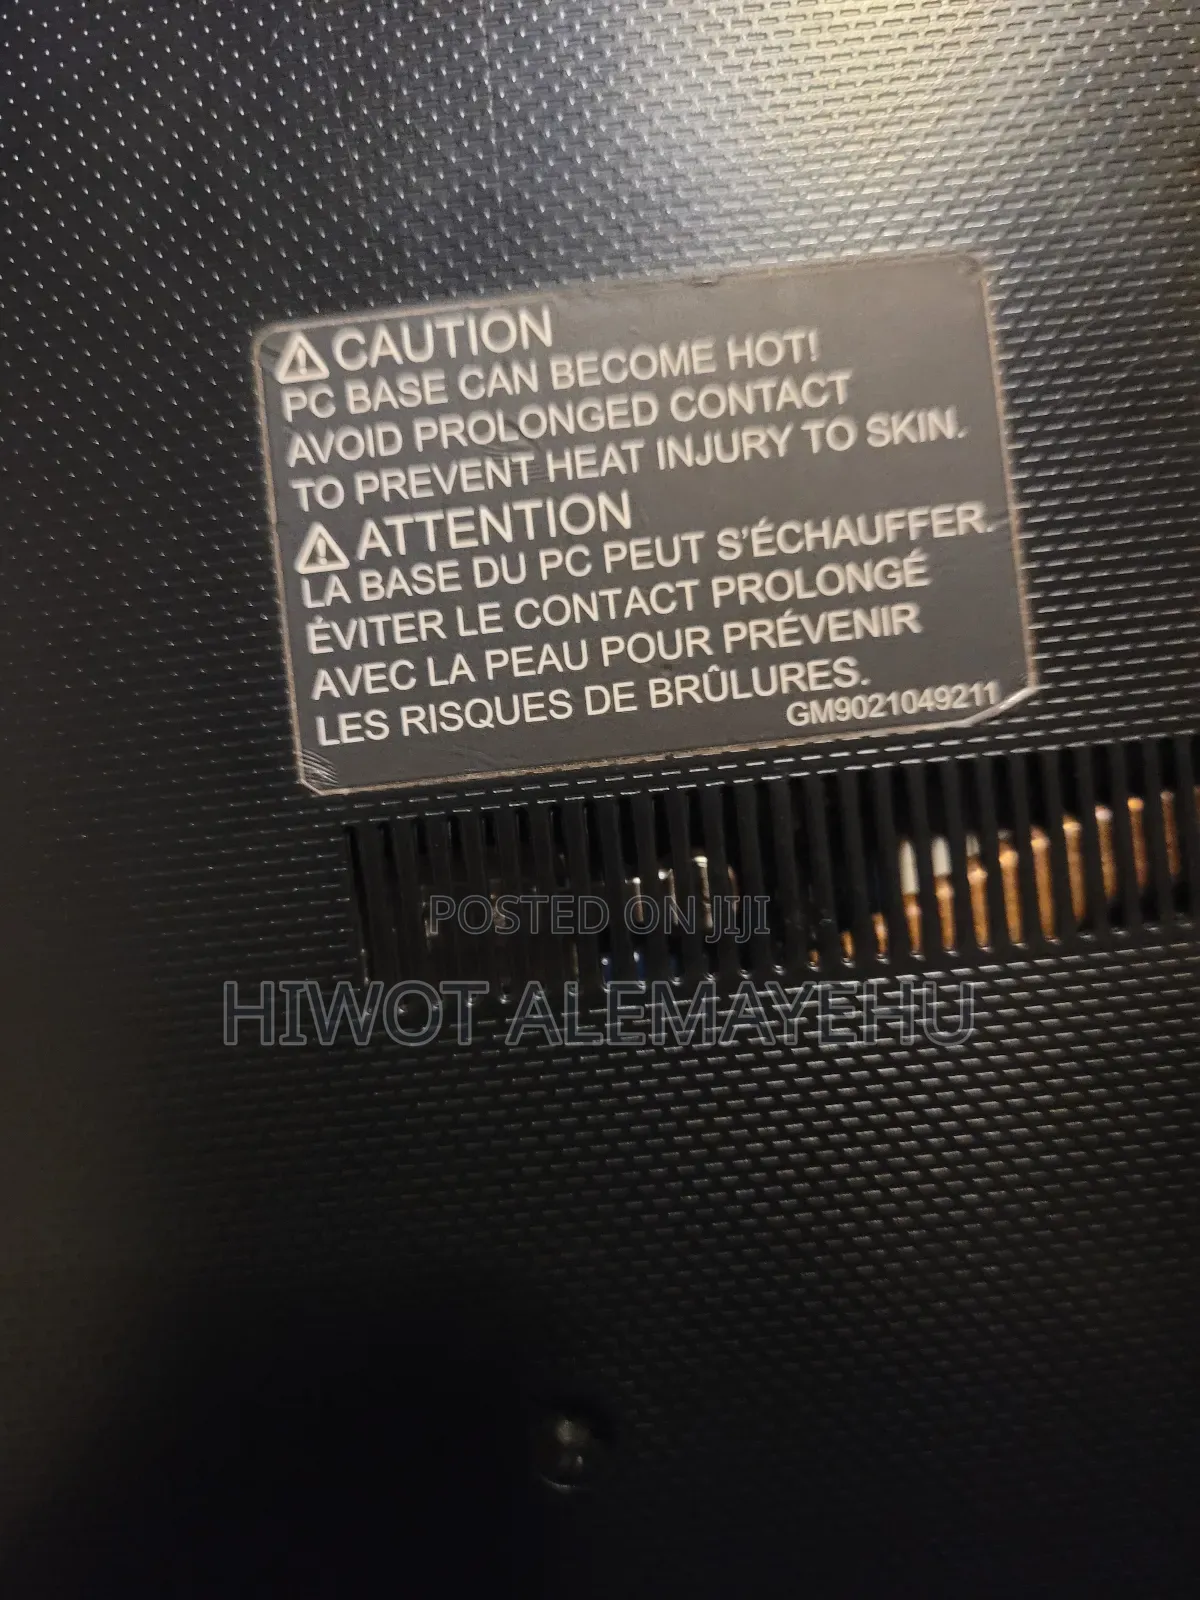 ⚠ CAUTION
PC BASE CAN BECOME HOT!
AVOID PROLONGED CONTACT
TO PREVENT HEAT INJURY TO SKIN.
⚠ ATTENTION
LA BASE DU PC PEUT S'ÉCHAUFFER.
ÉVITER LE CONTACT PROLONGÉ
AVEC LA PEAU POUR PRÉVENIR
LES RISQUES DE BRÛLURES.
GM9021049211
POSTED ON JIJI
HIWOT ALEMAYEHU